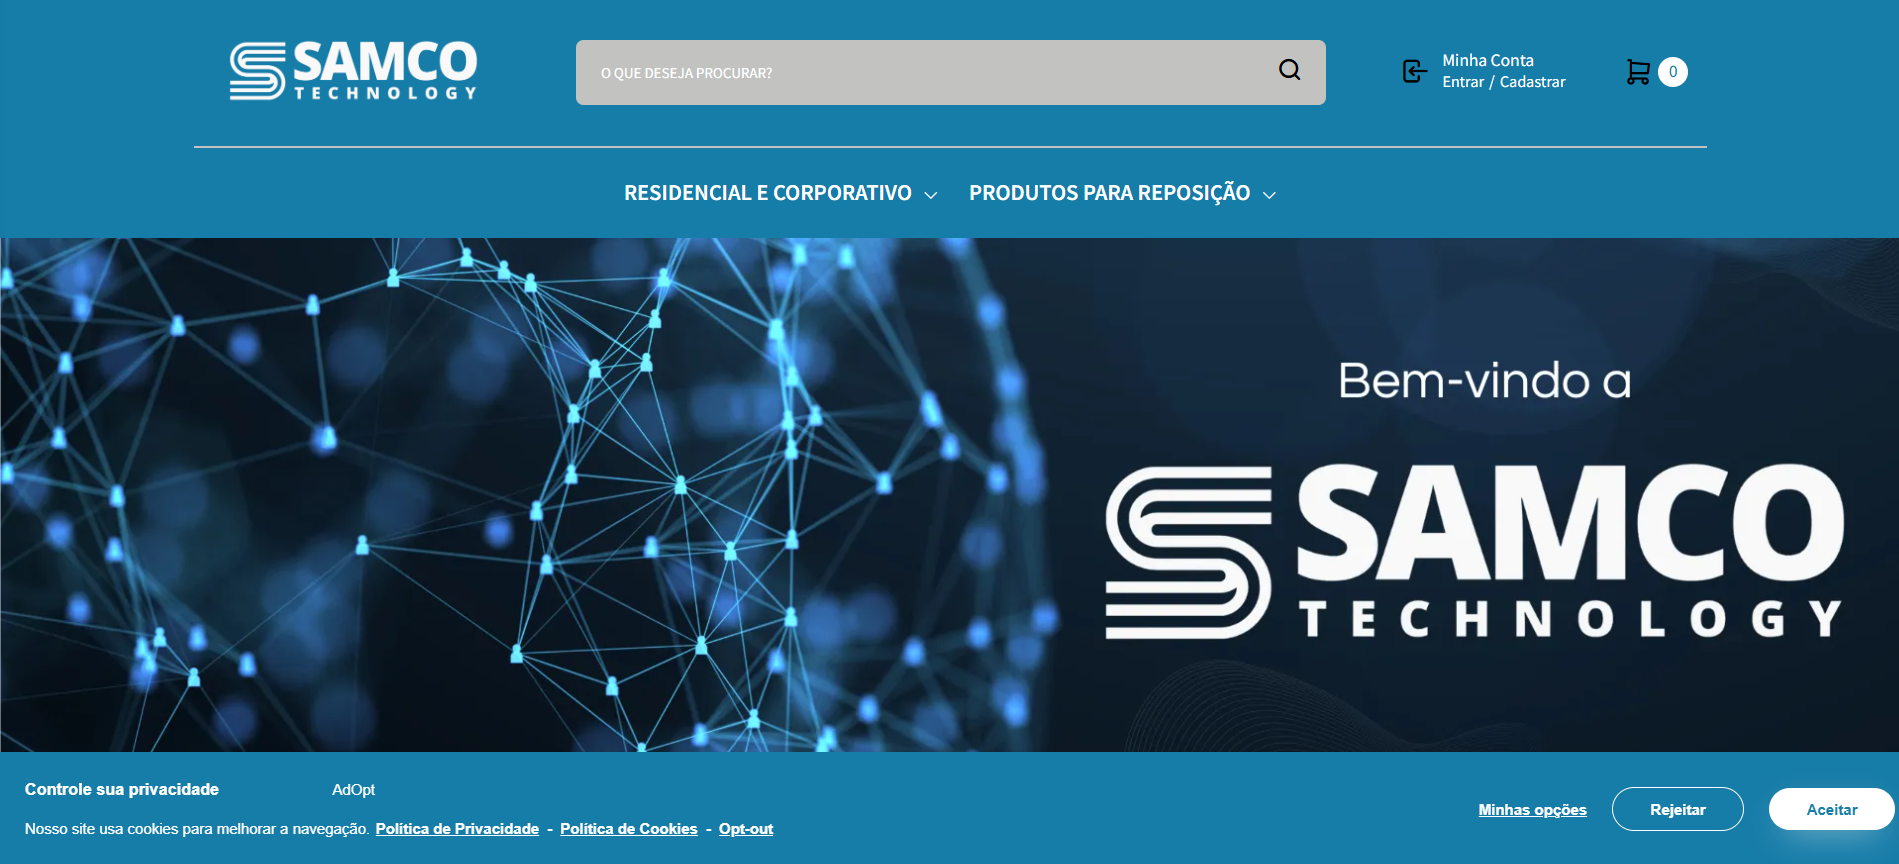 SAMCO
TECHNOLOGY
O QUE DESEJA PROCURAR?
Minha Conta
Entrar / Cadastrar
0
RESIDENCIAL E CORPORATIVO
PRODUTOS PARA REPOSIÇÃO
Bem-vindo a
SAMCO
TECHNOLOGY
Controle sua privacidade
AdOpt
Nosso site usa cookies para melhorar a navegação. Política de Privacidade - Política de Cookies - Opt-out
Minhas opções
Rejeitar
Aceitar